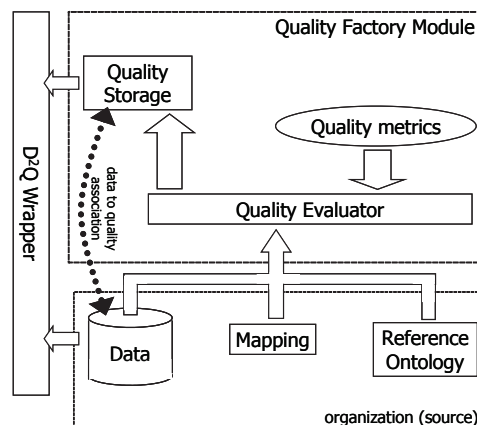 Quality Factory Module
Quality
Storage
Quality metrics
D²Q Wrapper
data to quality
association
Quality Evaluator
Data
Mapping
Reference
Ontology
organization (source)